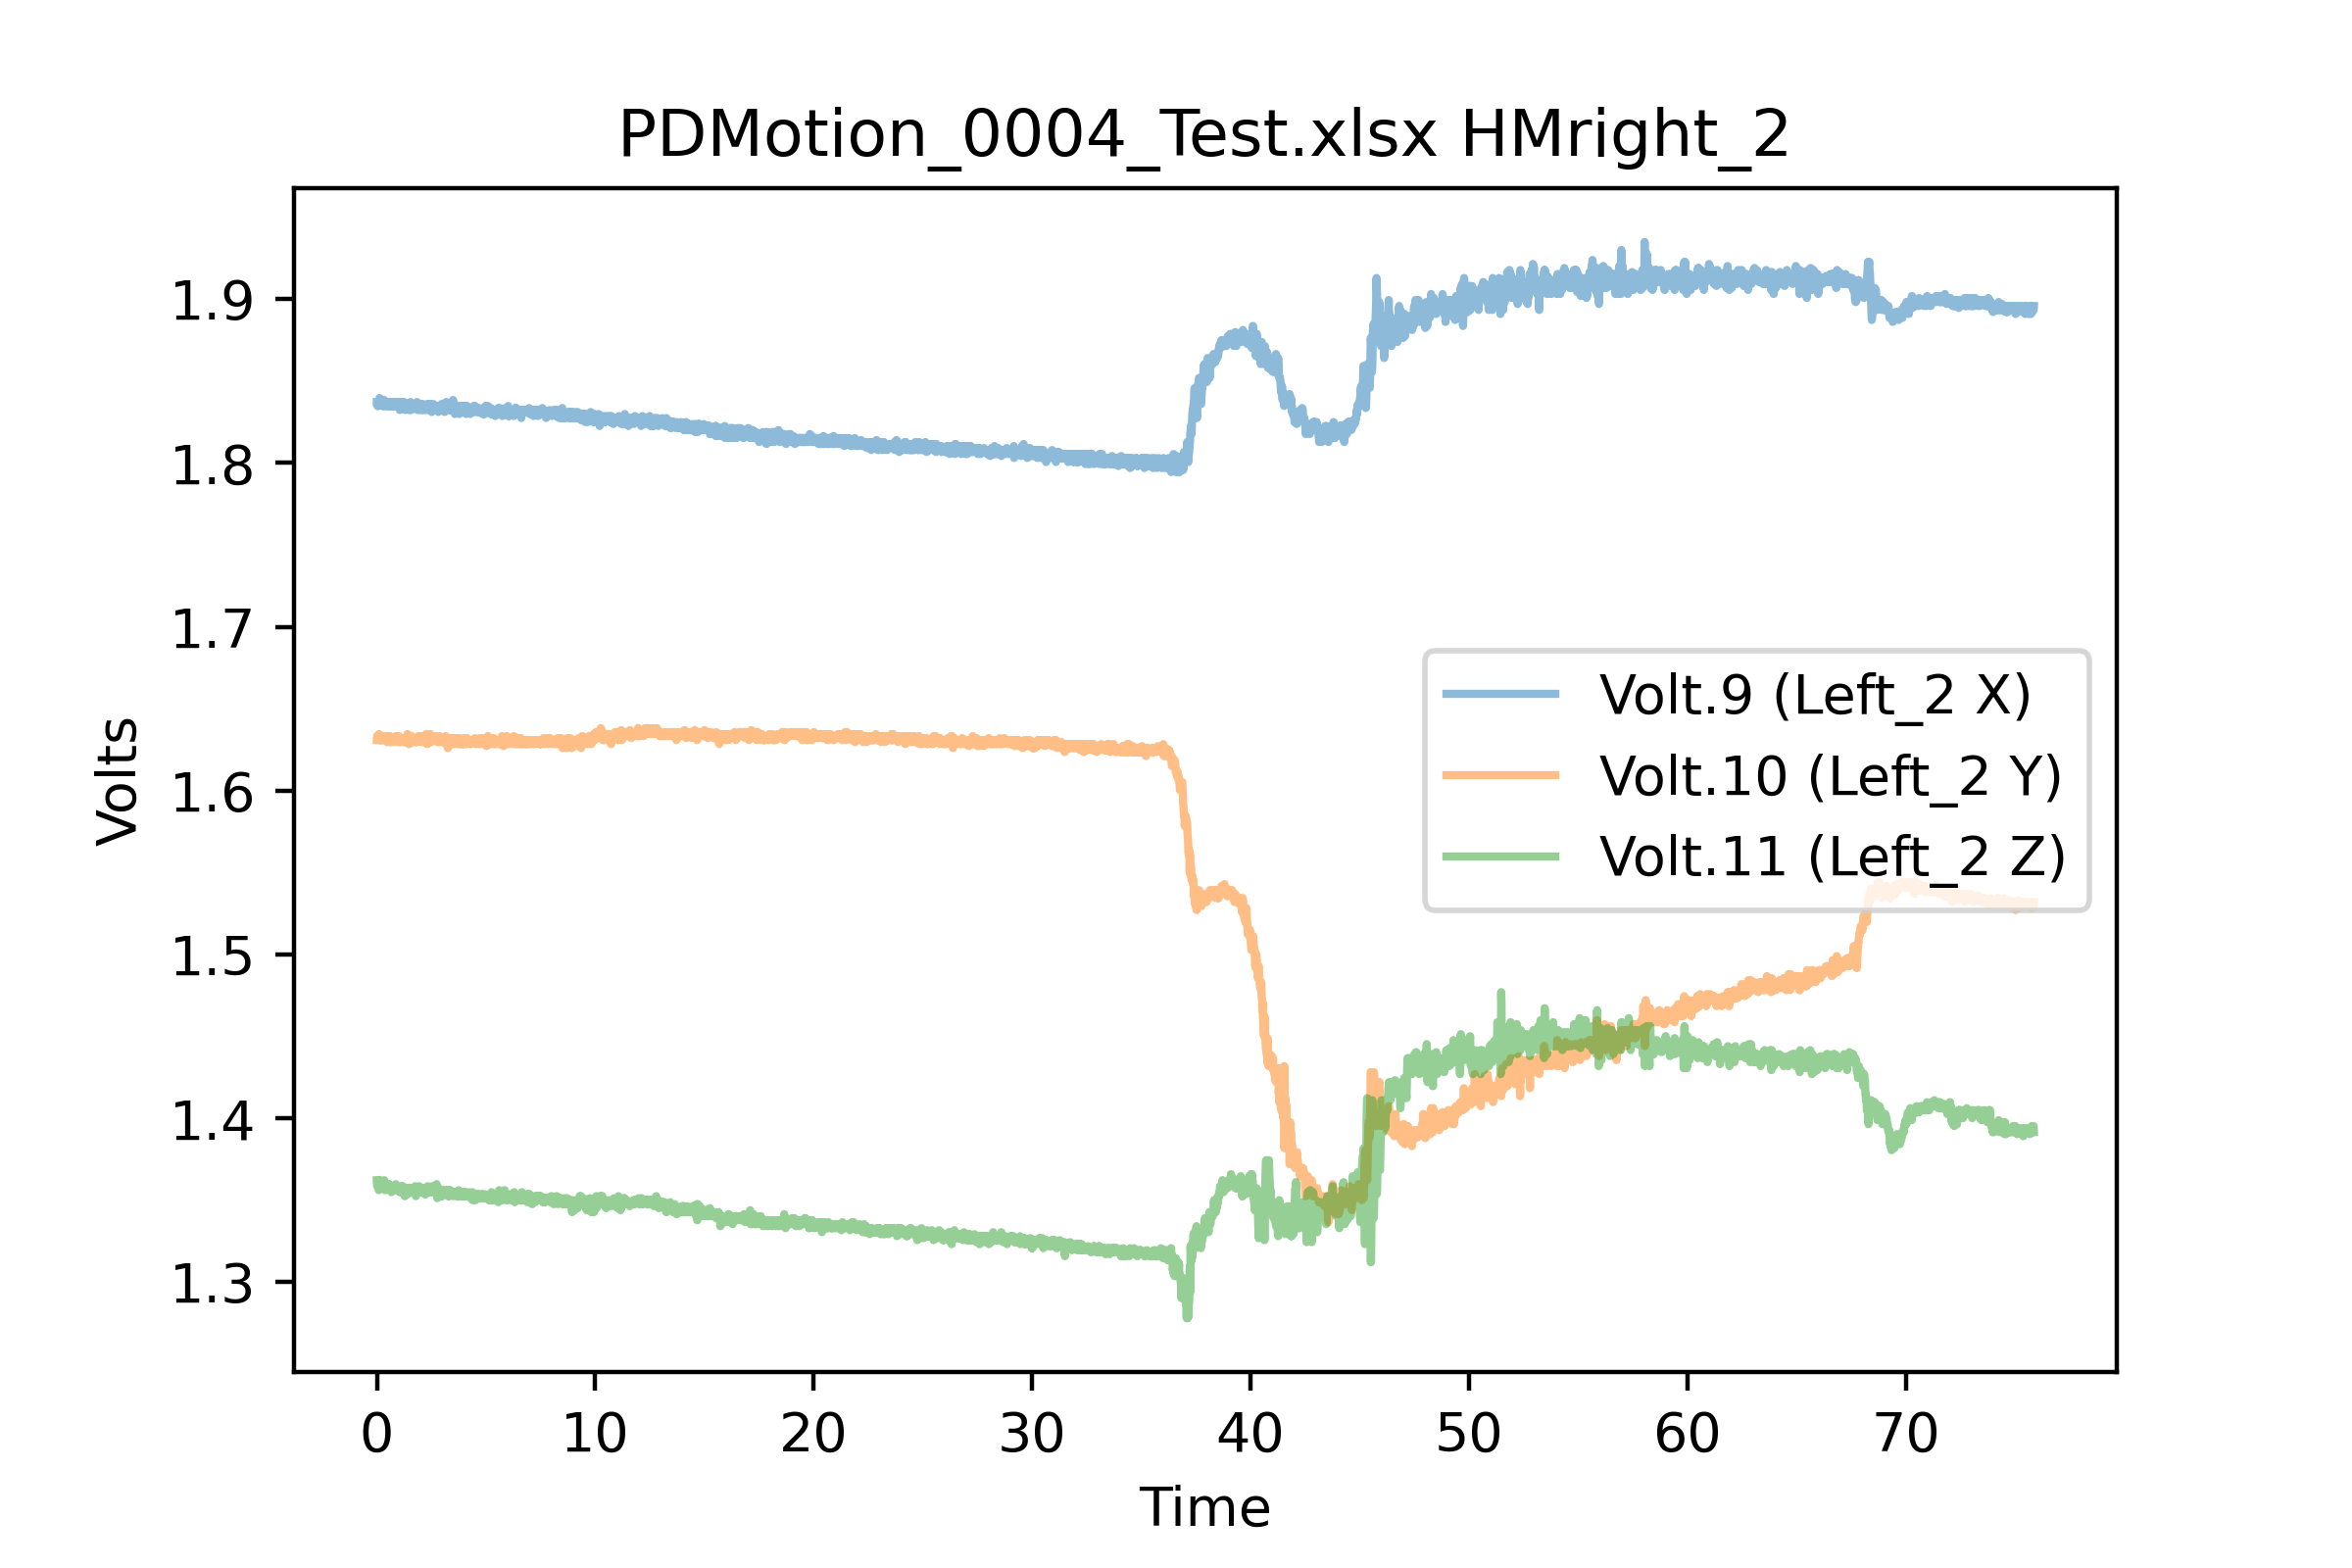 PDMotion_0004_Test.xlsx HMright_2
Volts
1.9
1.8
1.7
1.6
1.5
1.4
1.3
Volt.9 (Left_2 X)
Volt.10 (Left_2 Y)
Volt.11 (Left_2 Z)
0 10 20 30 40 50 60 70
Time